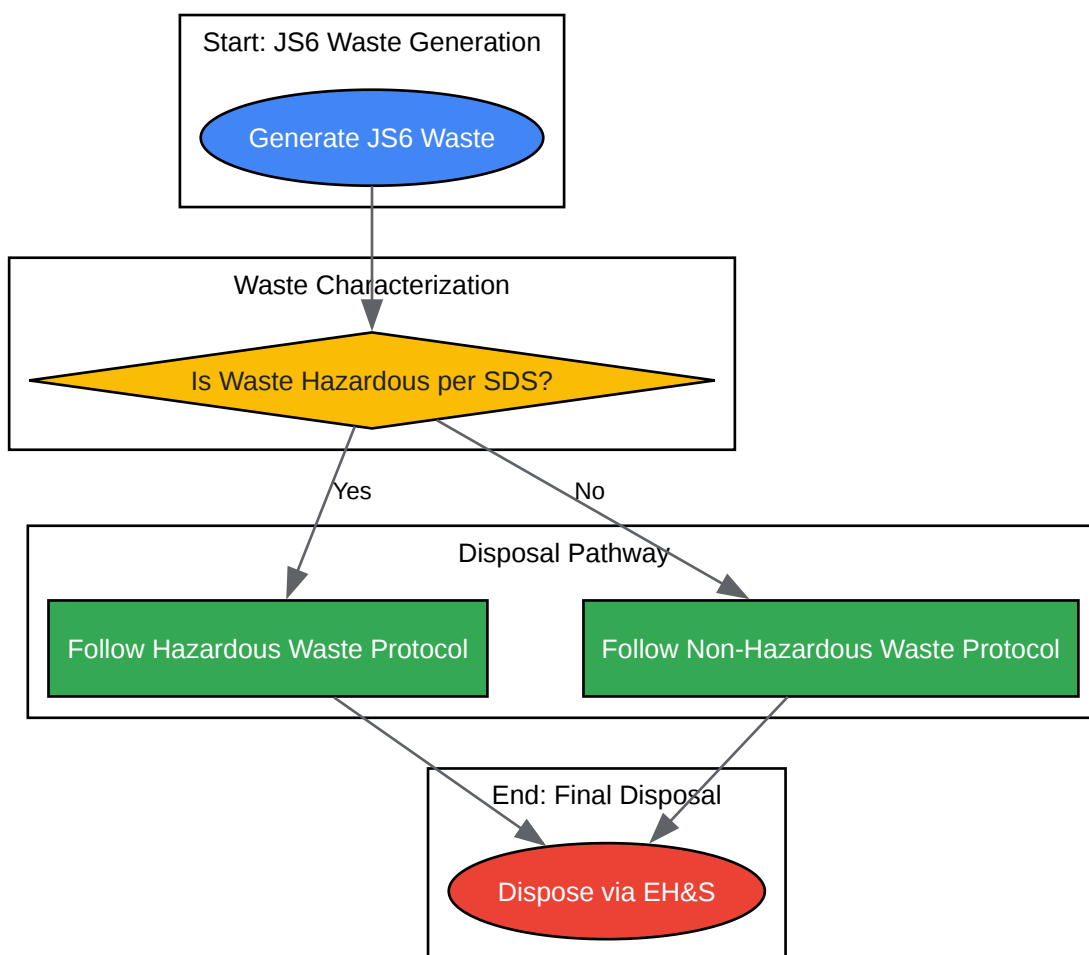 Start: JS6 Waste Generation
Generate JS6 Waste
Waste Characterization
Is Waste Hazardous per SDS?
Yes
No
Disposal Pathway
Follow Hazardous Waste Protocol
Follow Non-Hazardous Waste Protocol
End: Final Disposal
Dispose via EH&S